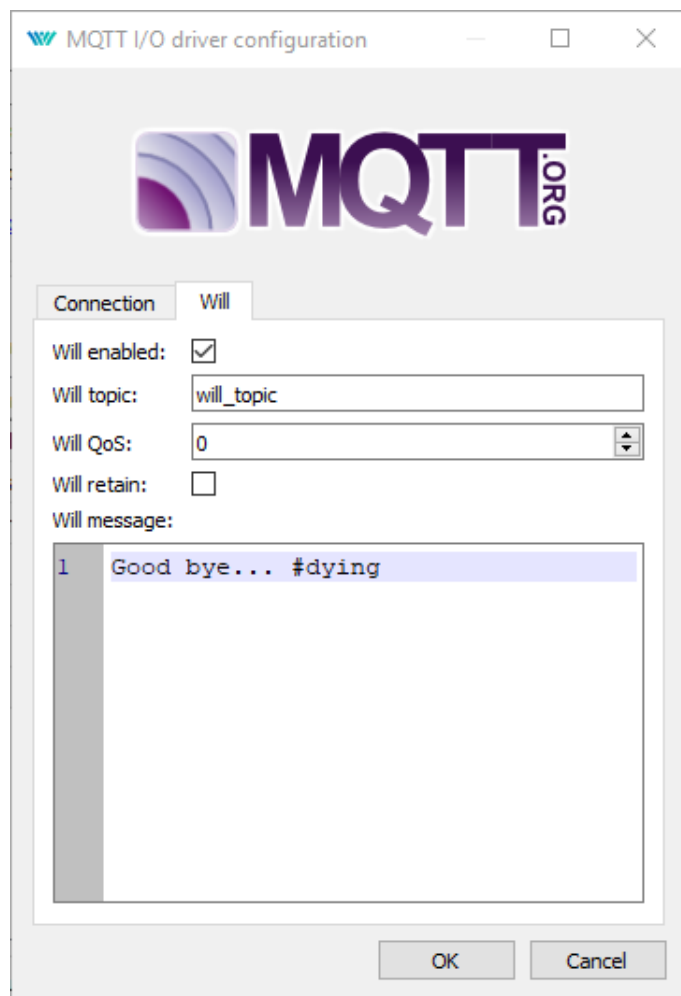 MQTT I/O driver configuration
MQTT.ORG
Connection Will
Will enabled:
Will topic: will_topic
Will QoS: 0
Will retain:
Will message:
1 Good bye... #dying
OK Cancel